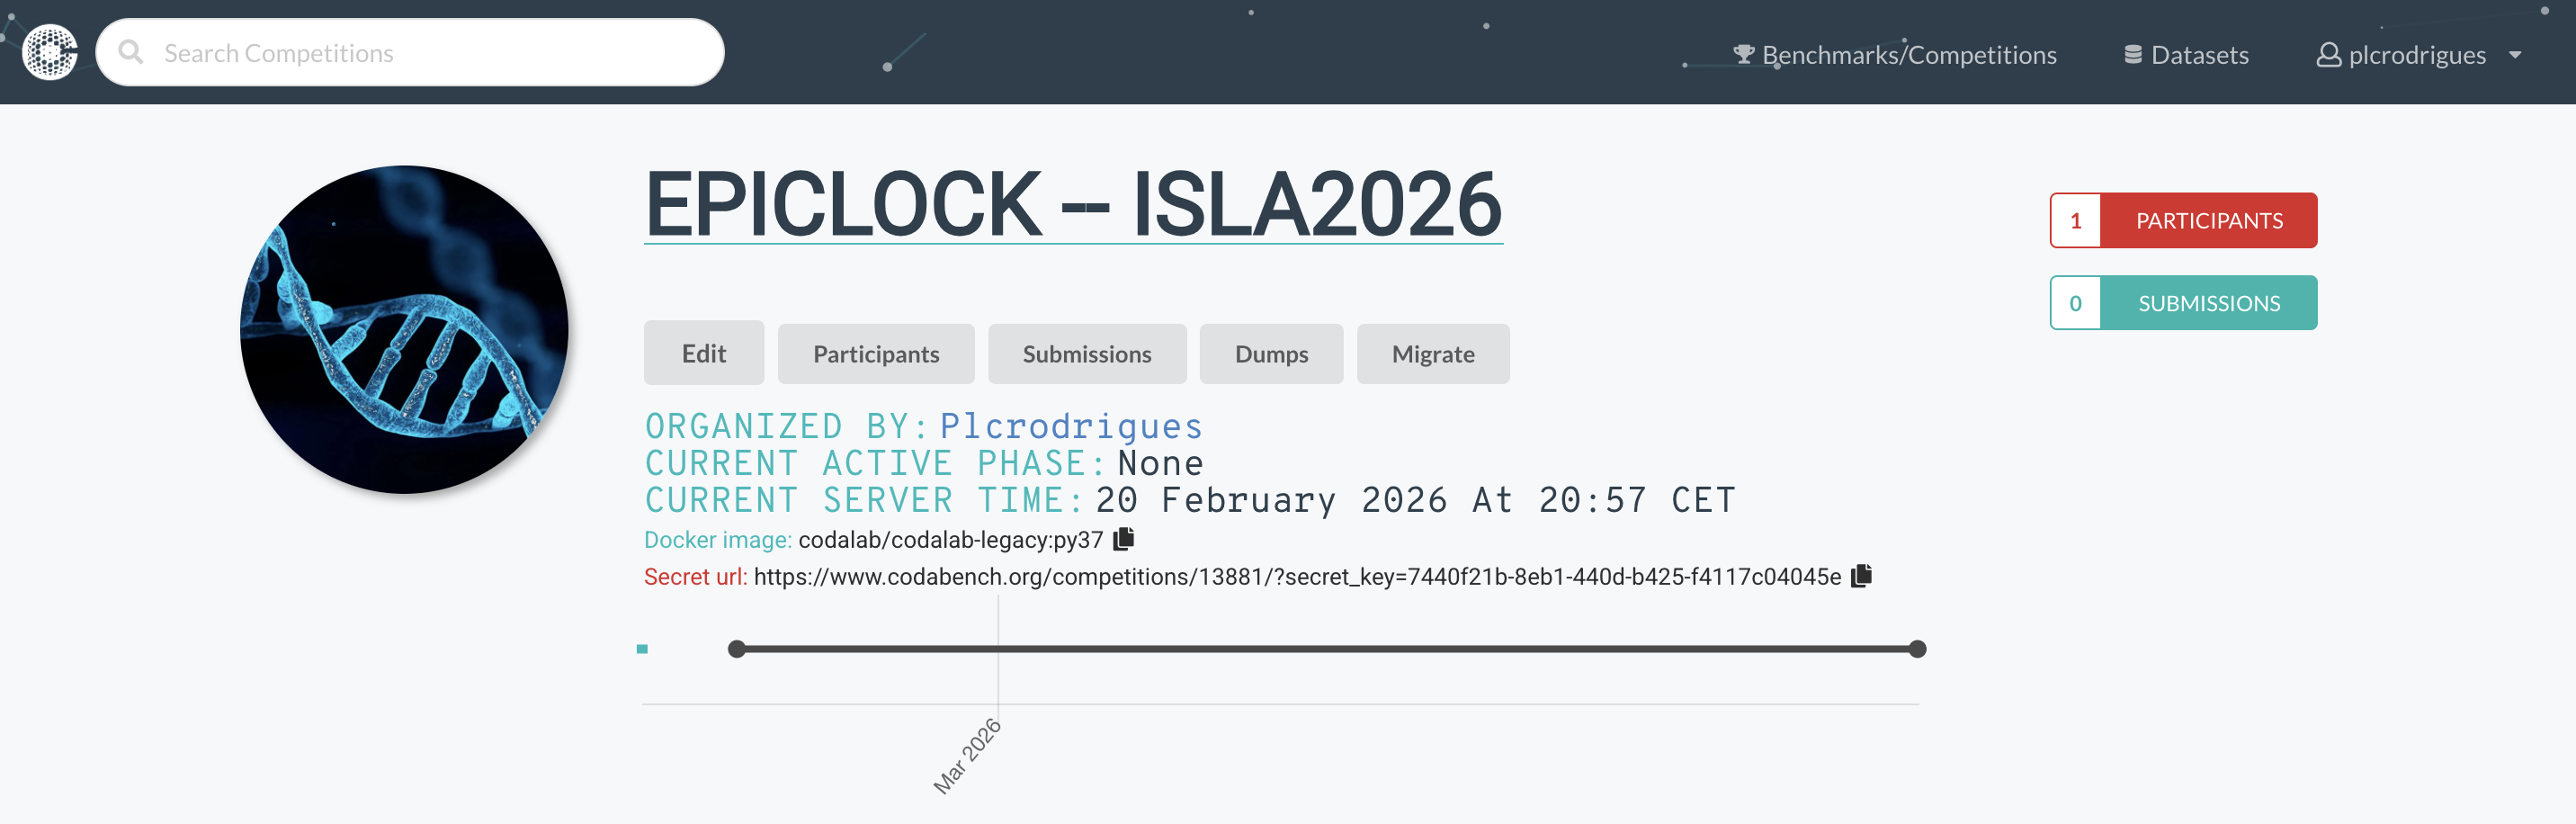 Search Competitions
Benchmarks/Competitions
Datasets
plcrodrigues
EPICLOCK -- ISLA2026
1 PARTICIPANTS
0 SUBMISSIONS
Edit
Participants
Submissions
Dumps
Migrate
ORGANIZED BY: Plcrodrigues
CURRENT ACTIVE PHASE: None
CURRENT SERVER TIME: 20 February 2026 At 20:57 CET
Docker image: codalab/codalab-legacy:py37
Secret url: https://www.codabench.org/competitions/13881/?secret_key=7440f21b-8eb1-440d-b425-f4117c04045e
Mar 2026